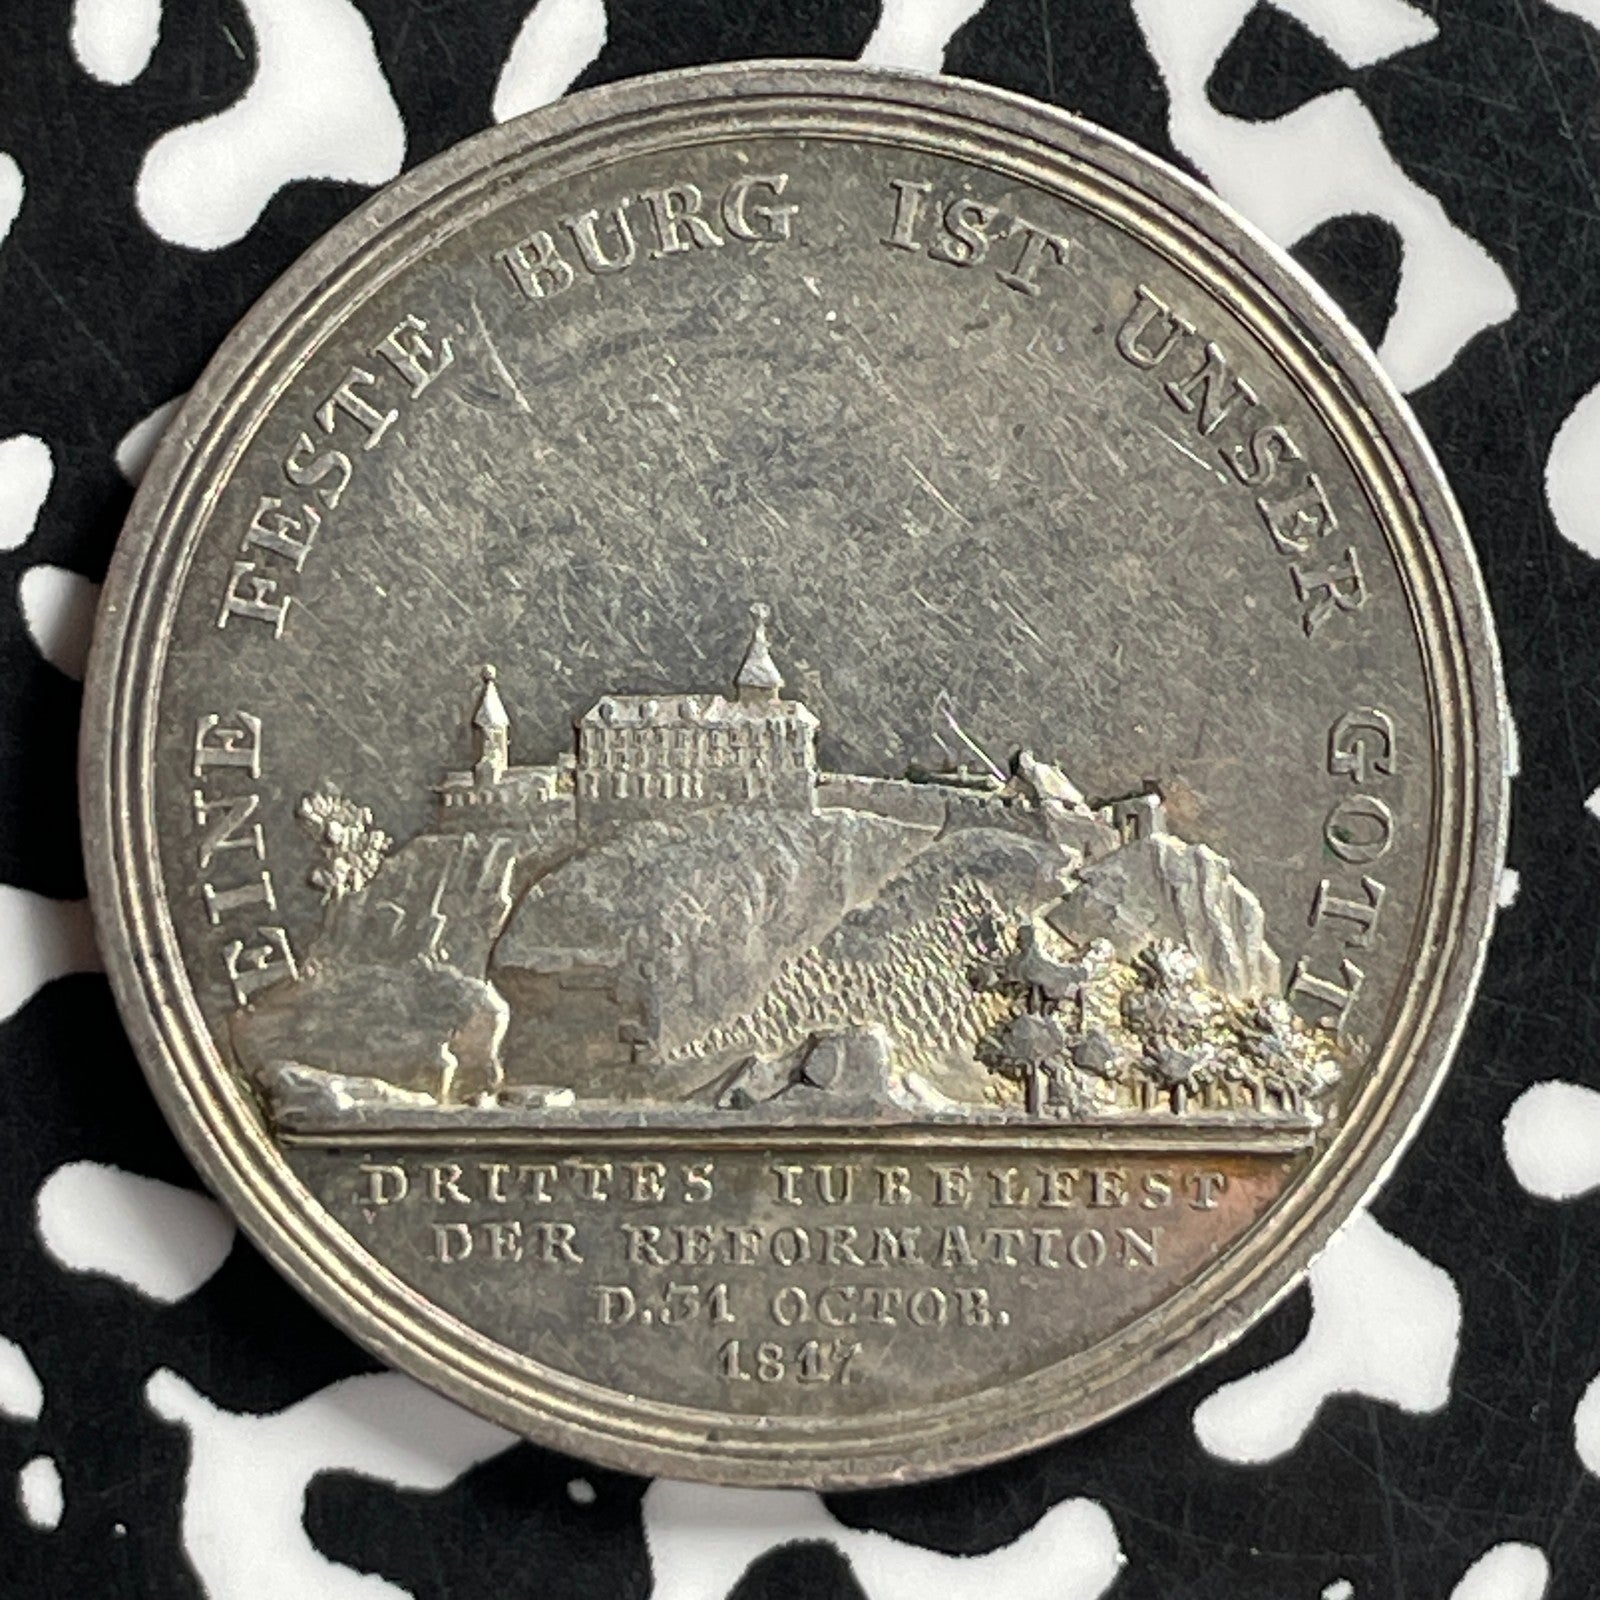 EINE FESTE BURG IST UNSER GOTT
DRITTES IUBELFEST
DER REFORMATION
D.31 OCTOB.
1817